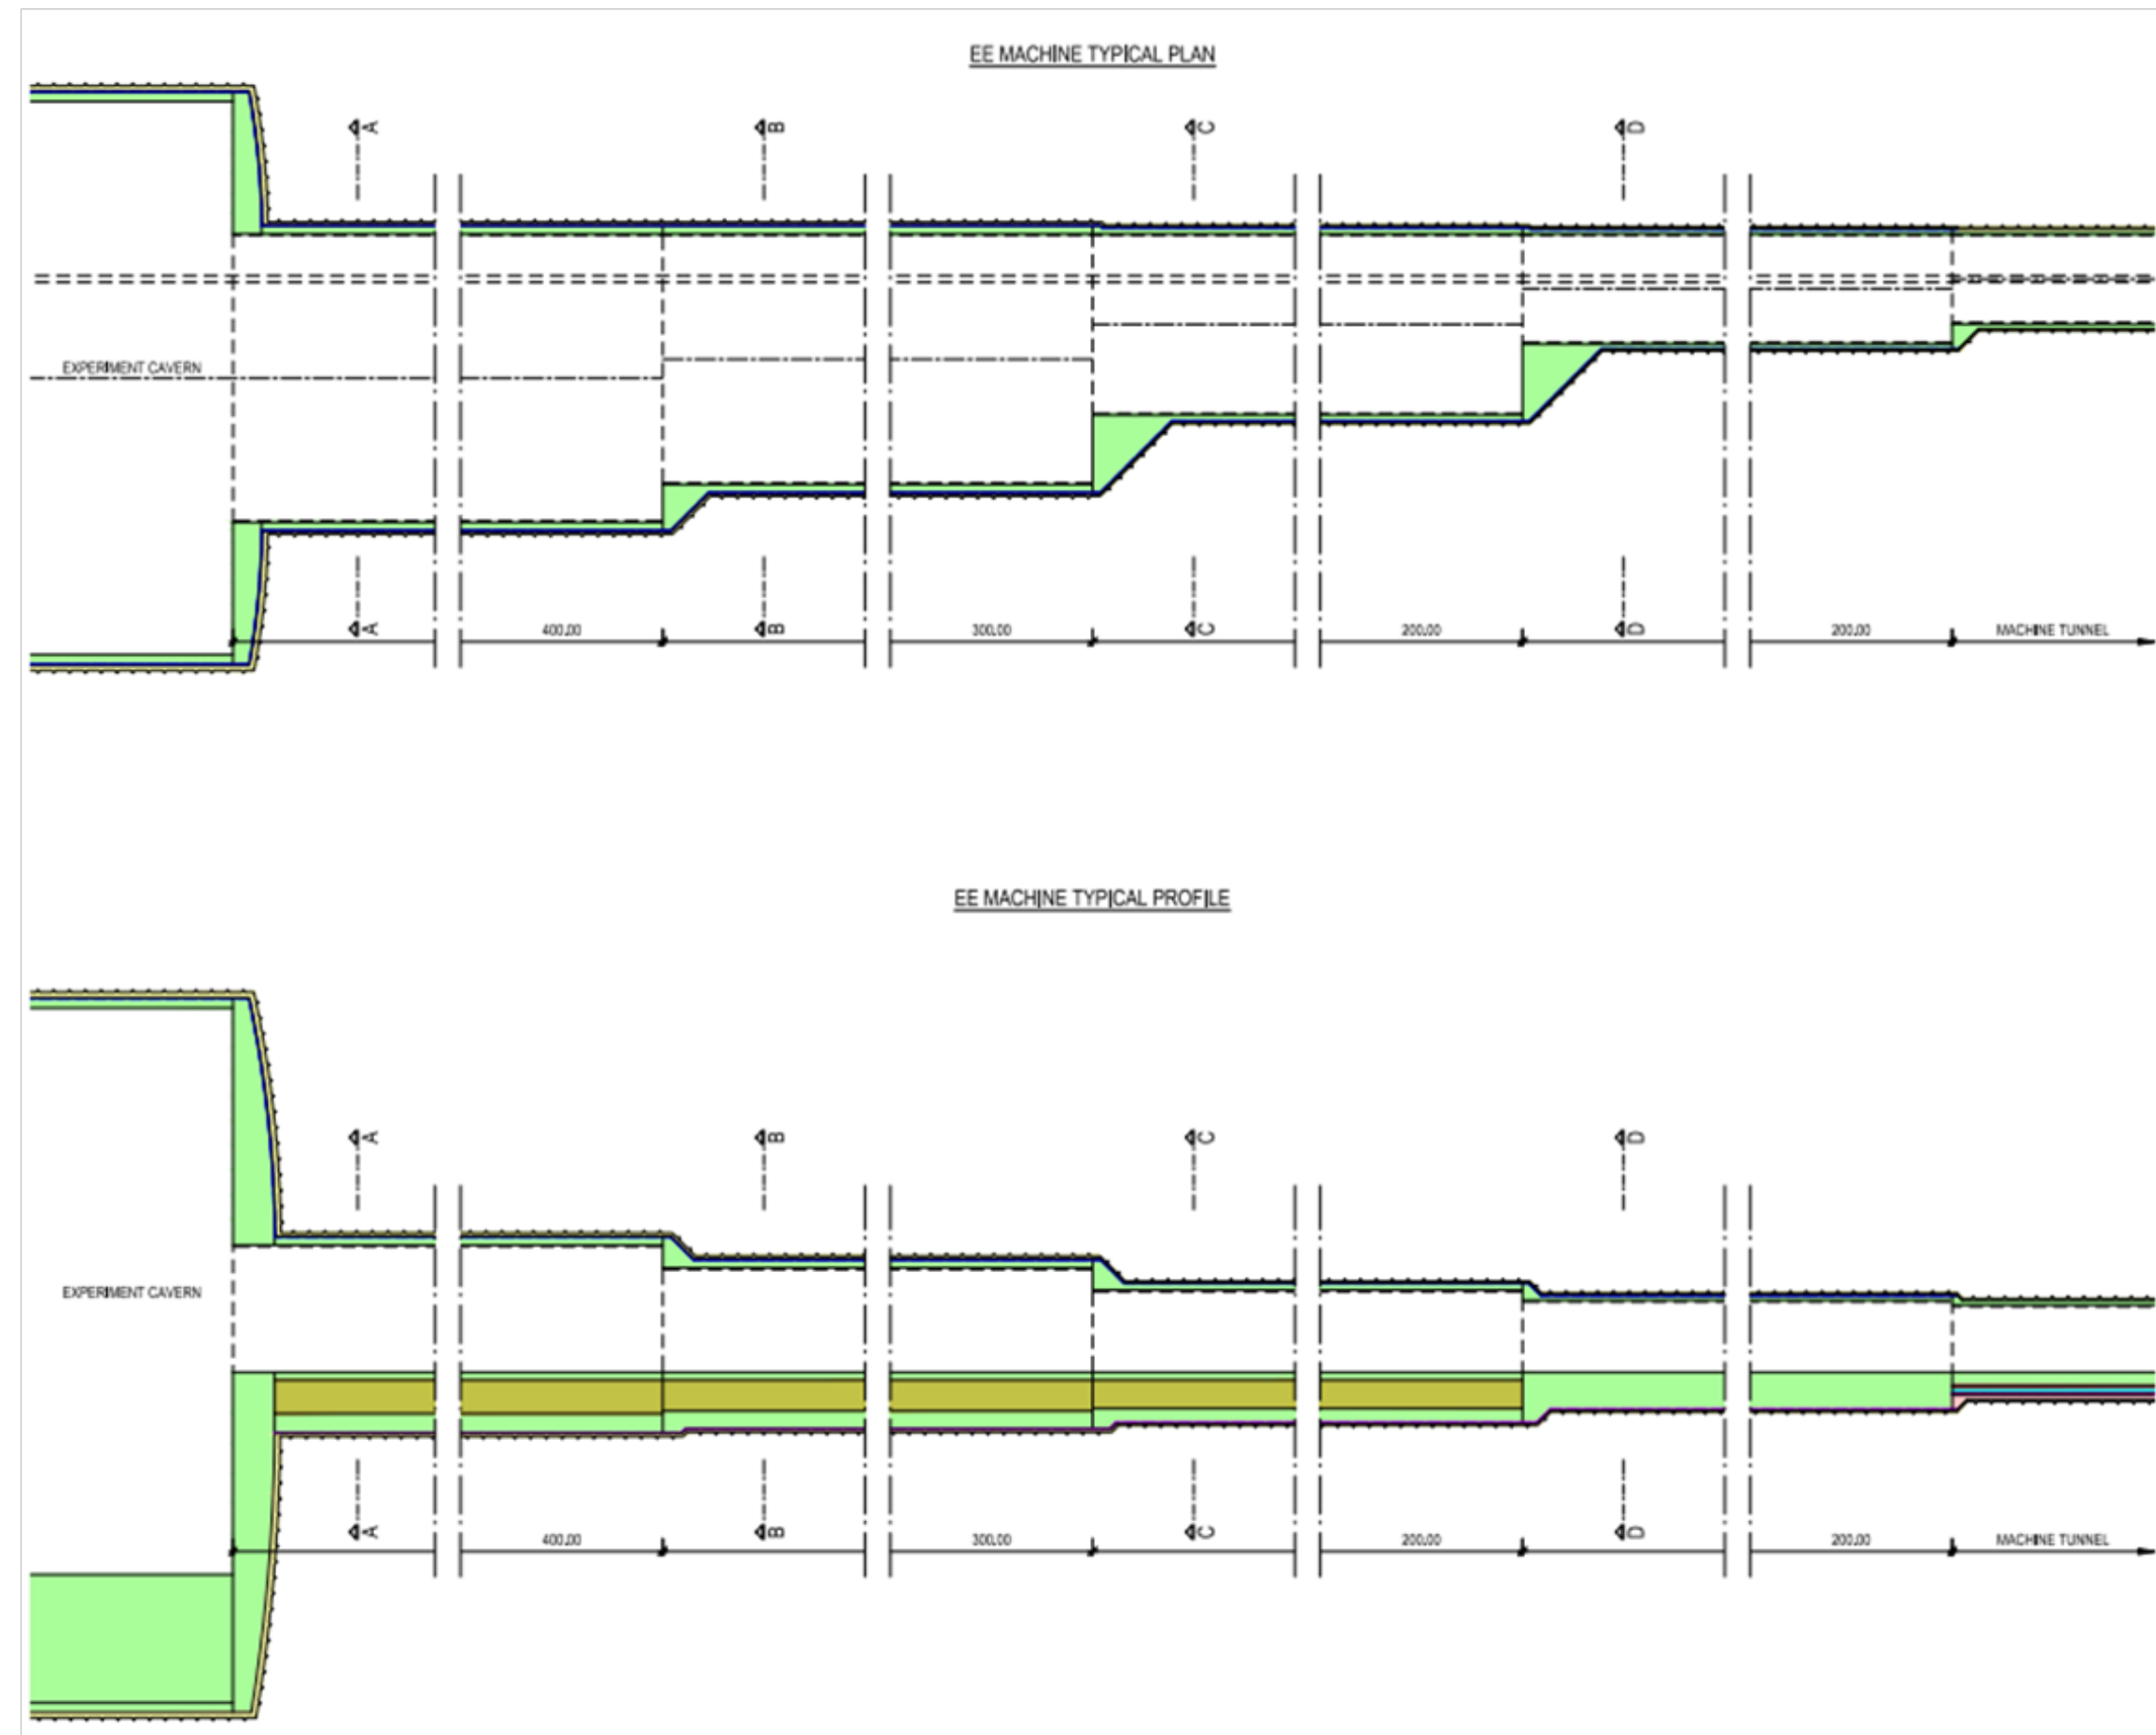 EE MACHINE TYPICAL PLAN
A
B
C
D
EXPERIMENT CAVERN
A
B
C
D
400.00
300.00
200.00
200.00
MACHINE TUNNEL
EE MACHINE TYPICAL PROFILE
A
B
C
D
EXPERIMENT CAVERN
A
B
C
D
400.00
300.00
200.00
200.00
MACHINE TUNNEL